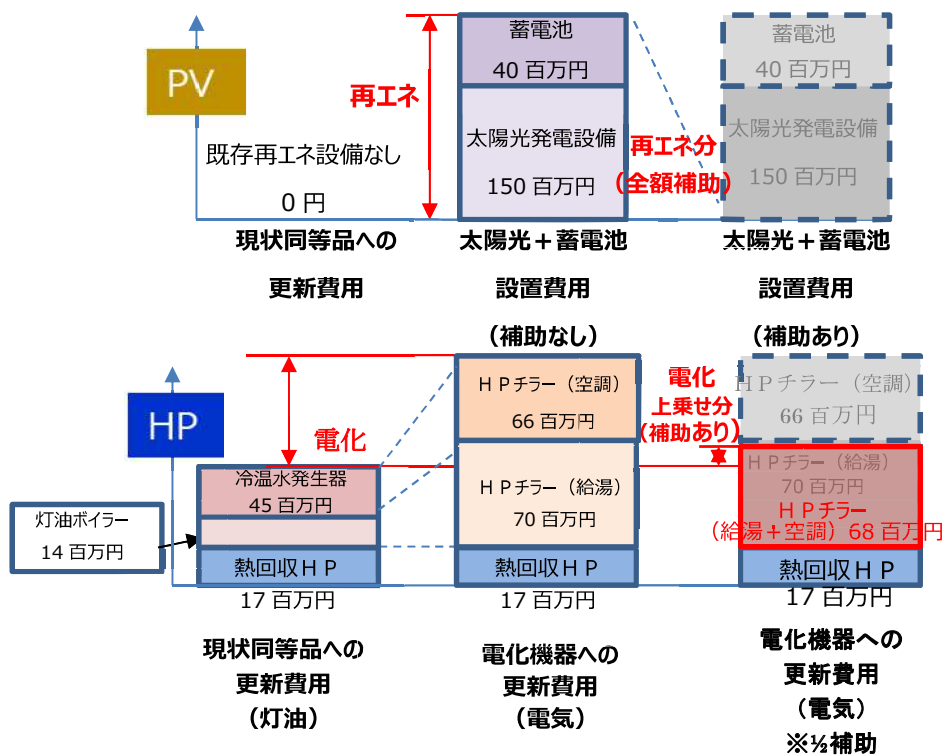 蓄電池
40 百万円
蓄電池
40 百万円
PV
再エネ
太陽光発電設備
150 百万円
再エネ分
(全額補助)
太陽光発電設備
150 百万円
既存再エネ設備なし
0 円
現状同等品への
更新費用
太陽光+蓄電池
設置費用
(補助なし)
太陽光+蓄電池
設置費用
(補助あり)
HP
電化
HPチラー(空調)
66 百万円
電化
上乗せ分
(補助あり)
HPチラー(空調)
66 百万円
冷温水発生器
45 百万円
灯油ボイラー
14 百万円
HPチラー(給湯)
70 百万円
HPチラー(給湯)
70 百万円
HPチラー
(給湯+空調) 68 百万円
熱回収HP
17 百万円
熱回収HP
17 百万円
熱回収HP
17 百万円
現状同等品への
更新費用
(灯油)
電化機器への
更新費用
(電気)
電化機器への
更新費用
(電気)
※½補助